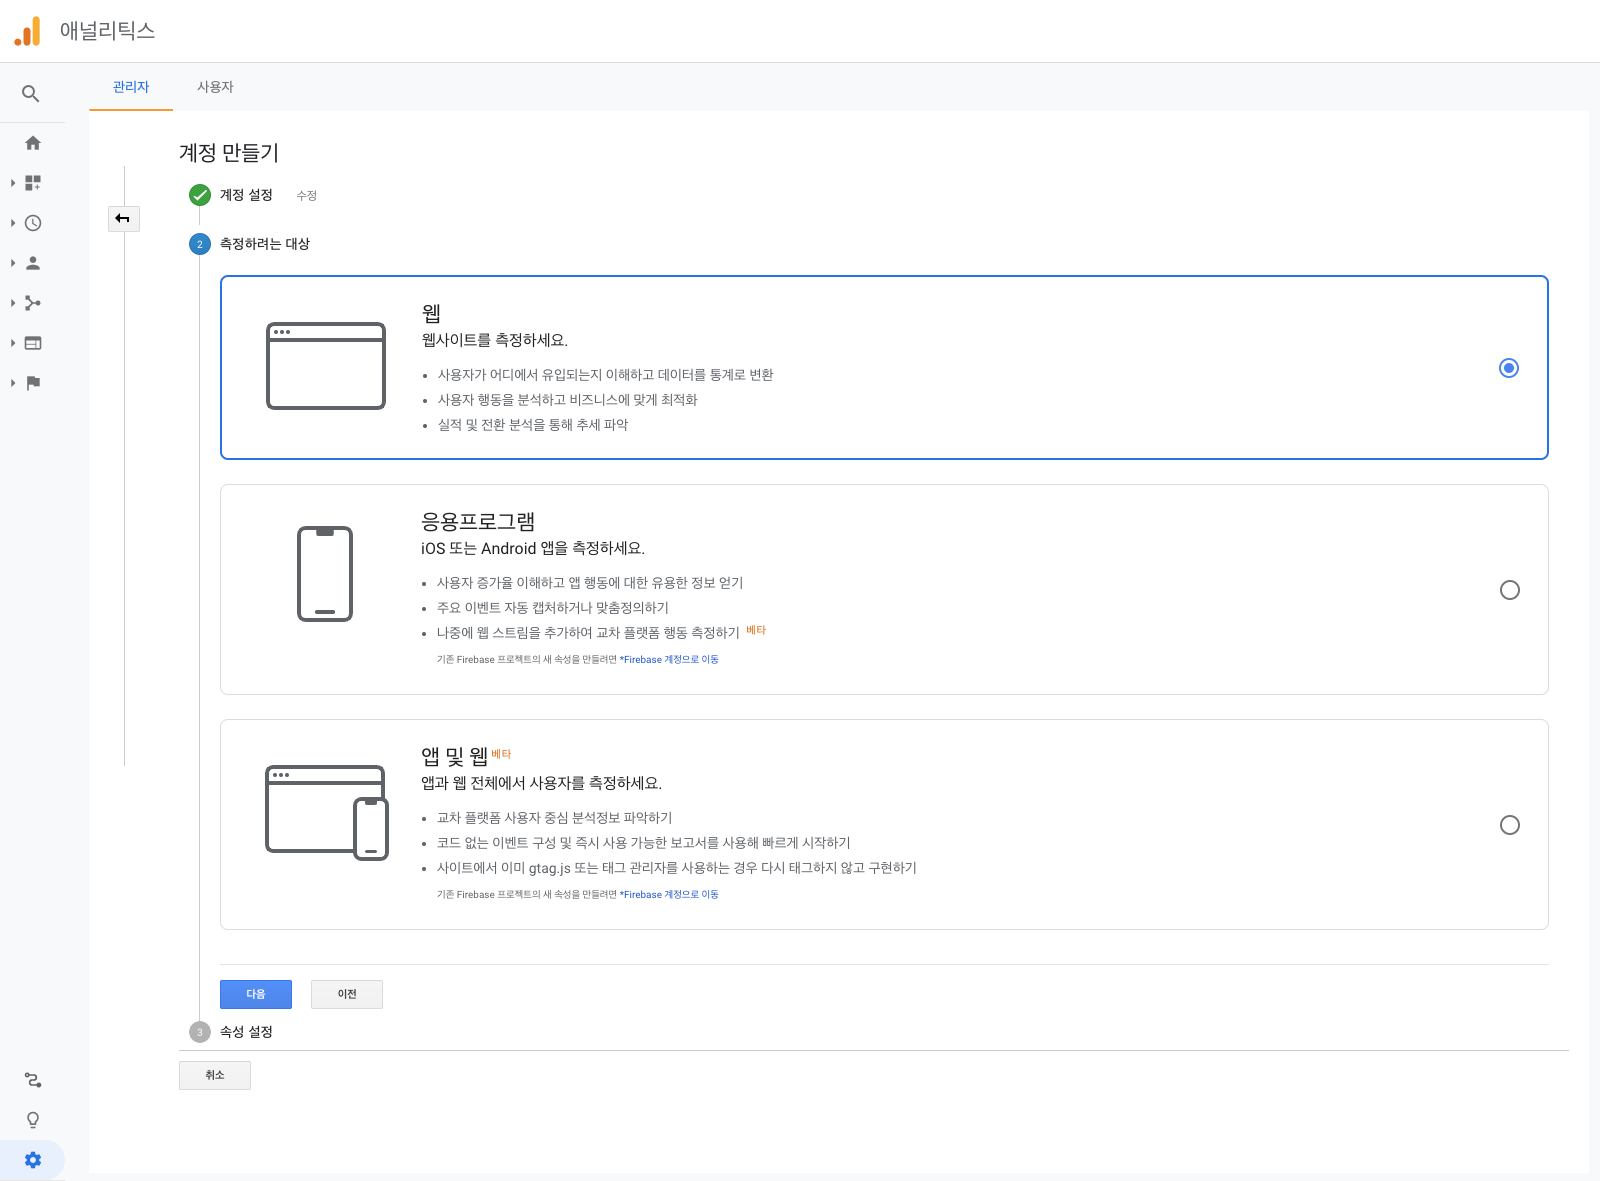 애널리틱스
관리자
사용자
계정 만들기
계정 설정 수정
2 측정하려는 대상
웹
웹사이트를 측정하세요.
• 사용자가 어디에서 유입되는지 이해하고 데이터를 통계로 변환
• 사용자 행동을 분석하고 비즈니스에 맞게 최적화
• 실적 및 전환 분석을 통해 추세 파악
응용프로그램
iOS 또는 Android 앱을 측정하세요.
• 사용자 증가율 이해하고 앱 행동에 대한 유용한 정보 얻기
• 주요 이벤트 자동 캡처하거나 맞춤정의하기
• 나중에 웹 스트림을 추가하여 교차 플랫폼 행동 측정하기 베타
기존 Firebase 프로젝트의 새 속성을 만들려면 *Firebase 계정으로 이동
앱 및 웹 베타
앱과 웹 전체에서 사용자를 측정하세요.
• 교차 플랫폼 사용자 중심 분석정보 파악하기
• 코드 없는 이벤트 구성 및 즉시 사용 가능한 보고서를 사용해 빠르게 시작하기
• 사이트에서 이미 gtag.js 또는 태그 관리자를 사용하는 경우 다시 태그하지 않고 구현하기
기존 Firebase 프로젝트의 새 속성을 만들려면 *Firebase 계정으로 이동
다음
이전
3 속성 설정
취소